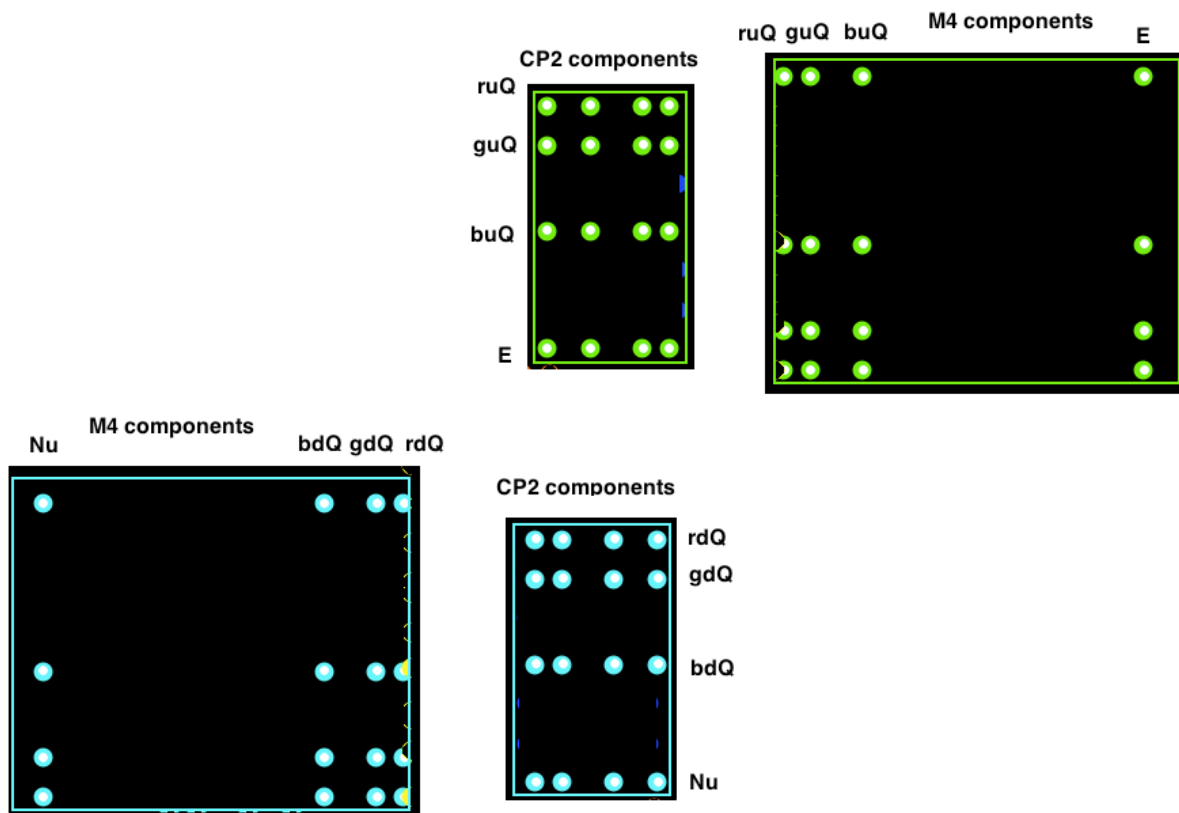 M4 components
ruQ guQ buQ E
CP2 components
ruQ
guQ
buQ
E
M4 components
Nu bdQ gdQ rdQ
CP2 components
rdQ
gdQ
bdQ
Nu